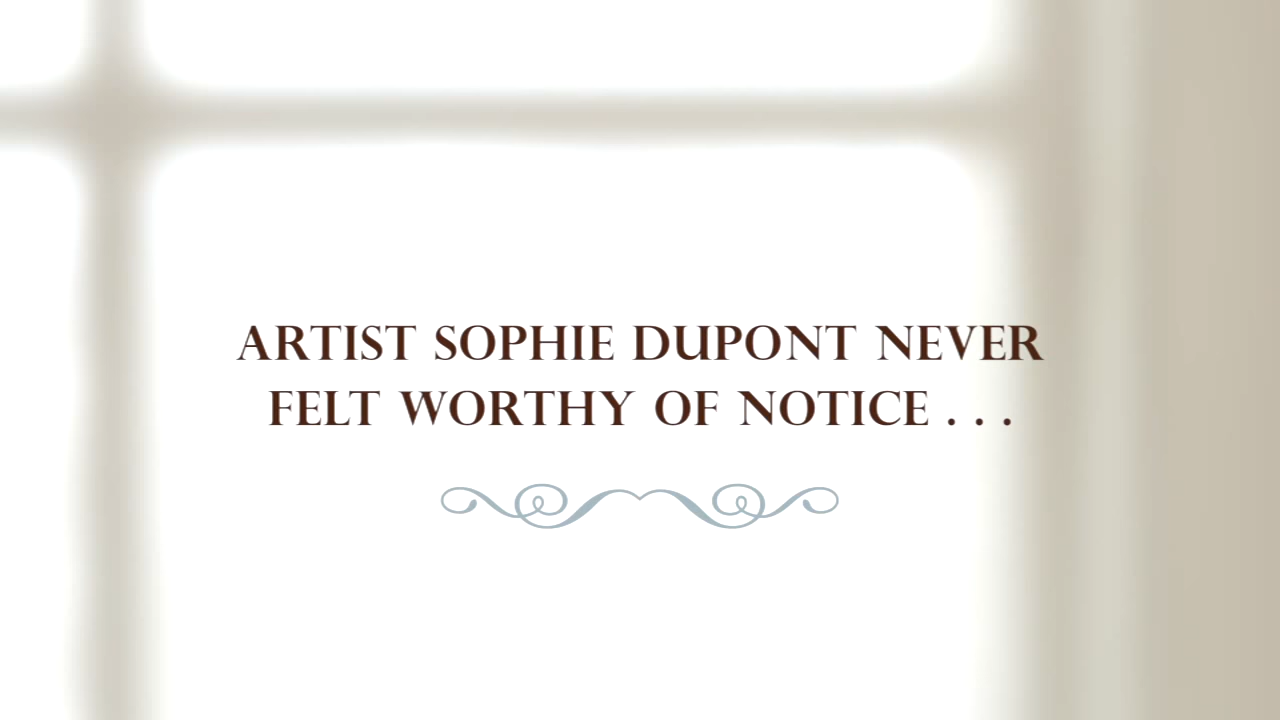 ARTIST SOPHIE DUPONT NEVER
FELT WORTHY OF NOTICE . . .